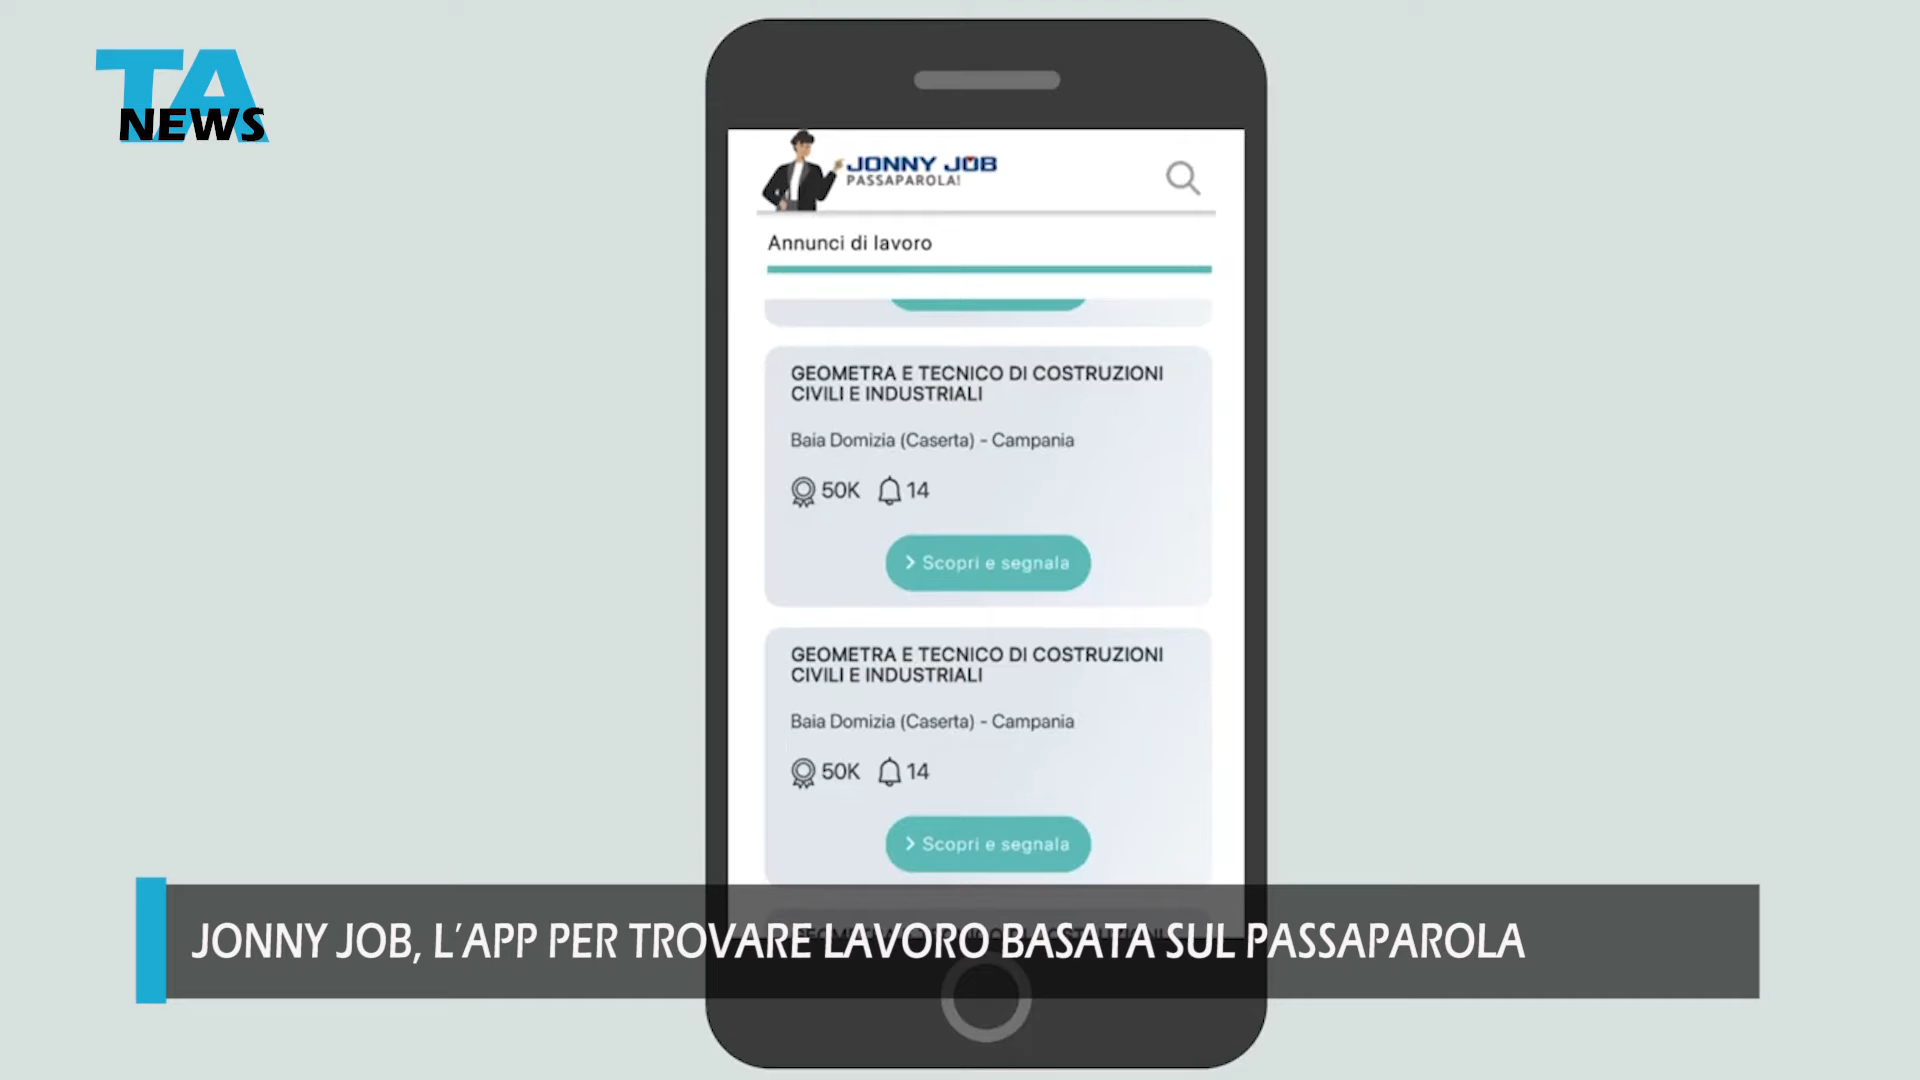 TA
NEWS
JONNY JOB
PASSAPAROLA!
Annunci di lavoro
GEOMETRA E TECNICO DI COSTRUZIONI
CIVILI E INDUSTRIALI
Baia Domizia (Caserta) - Campania
50K 14
> Scopri e segnala
GEOMETRA E TECNICO DI COSTRUZIONI
CIVILI E INDUSTRIALI
Baia Domizia (Caserta) - Campania
50K 14
> Scopri e segnala
JONNY JOB, L'APP PER TROVARE LAVORO BASATA SUL PASSAPAROLA